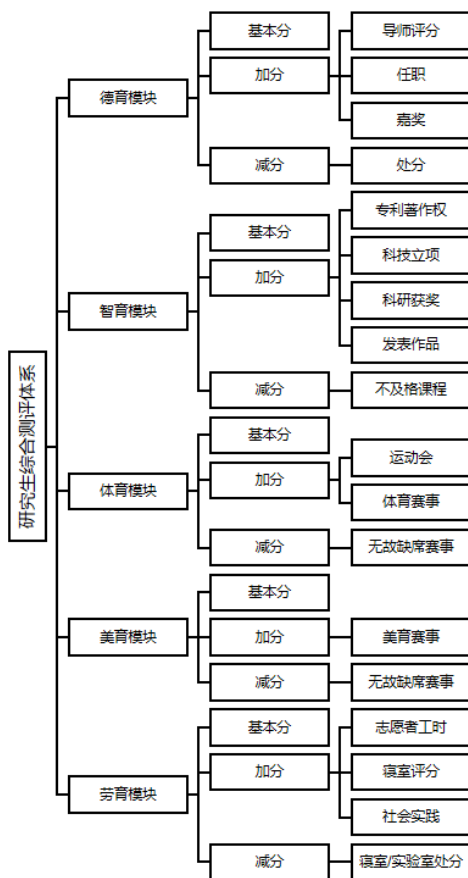 研究生综合测评体系
德育模块
基本分
加分
导师评分
任职
嘉奖
减分
处分
智育模块
基本分
加分
专利著作权
科技立项
科研获奖
发表作品
减分
不及格课程
体育模块
基本分
加分
运动会
体育赛事
减分
无故缺席赛事
美育模块
基本分
加分
美育赛事
减分
无故缺席赛事
劳育模块
基本分
加分
志愿者工时
寝室评分
社会实践
减分
寝室/实验室处分